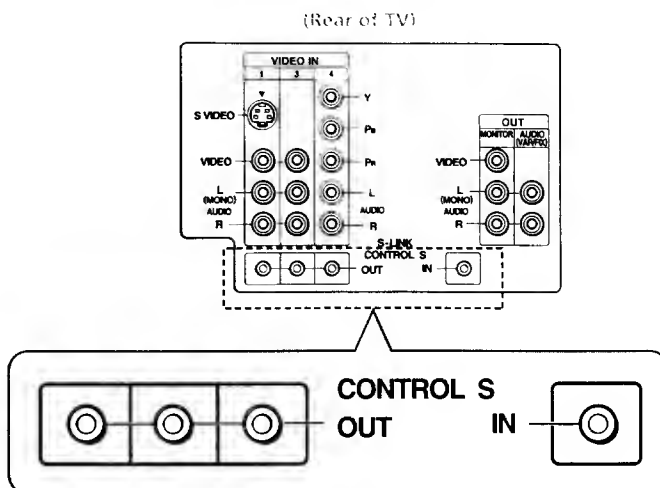 (Rear of TV)
VIDEO IN
1 3 4
S VIDEO
Y
PB
VIDEO
PR
L
(MONO)
AUDIO
R
L
AUDIO
R
OUT
MONITOR
AUDIO
(VAR/FIX)
VIDEO
L
(MONO)
AUDIO
R
S-LINK
CONTROL S
OUT
IN
CONTROL S
OUT
IN